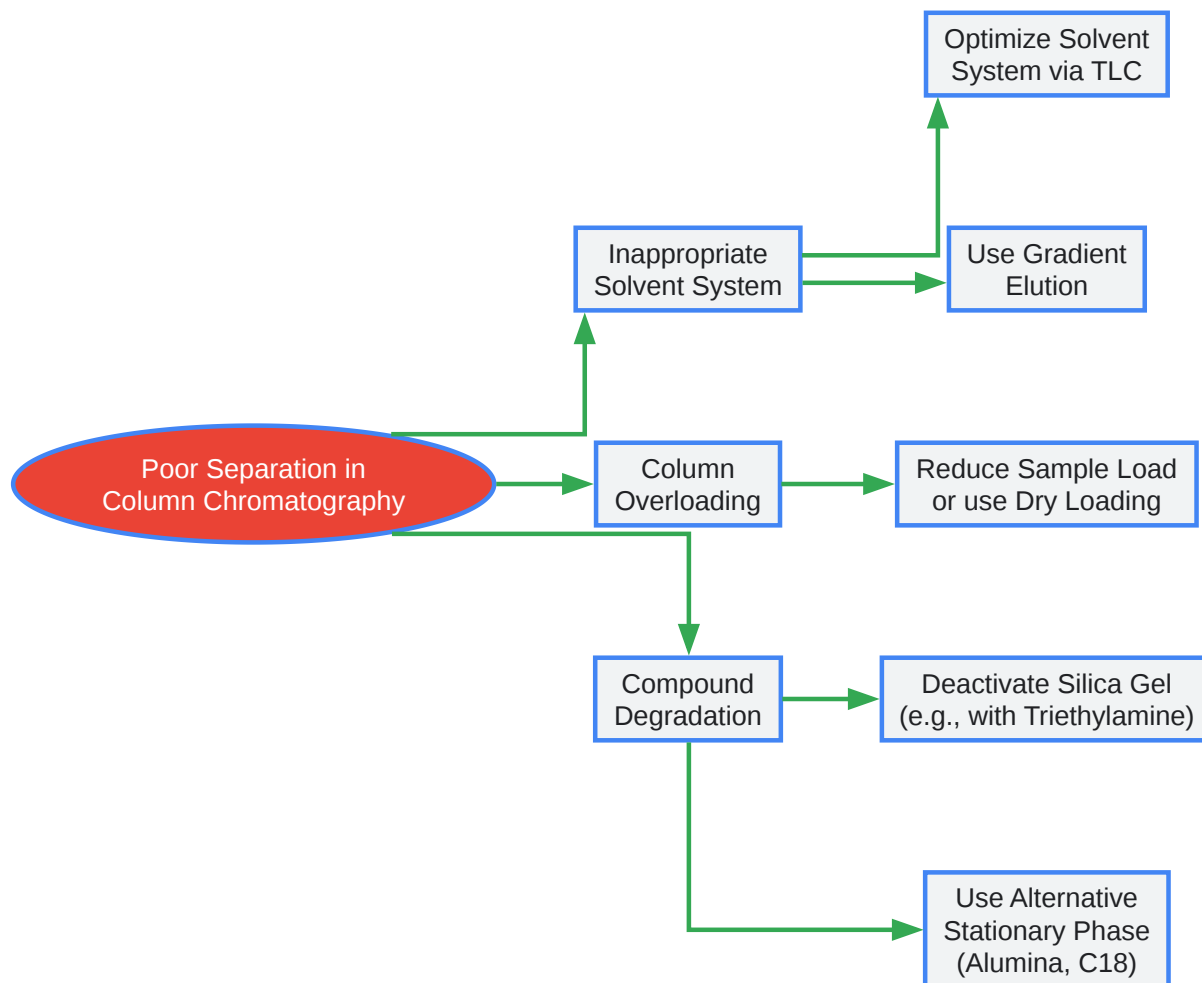 Optimize Solvent
System via TLC
Inappropriate
Solvent System
Use Gradient
Elution
Poor Separation in
Column Chromatography
Column
Overloading
Reduce Sample Load
or use Dry Loading
Compound
Degradation
Deactivate Silica Gel
(e.g., with Triethylamine)
Use Alternative
Stationary Phase
(Alumina, C18)